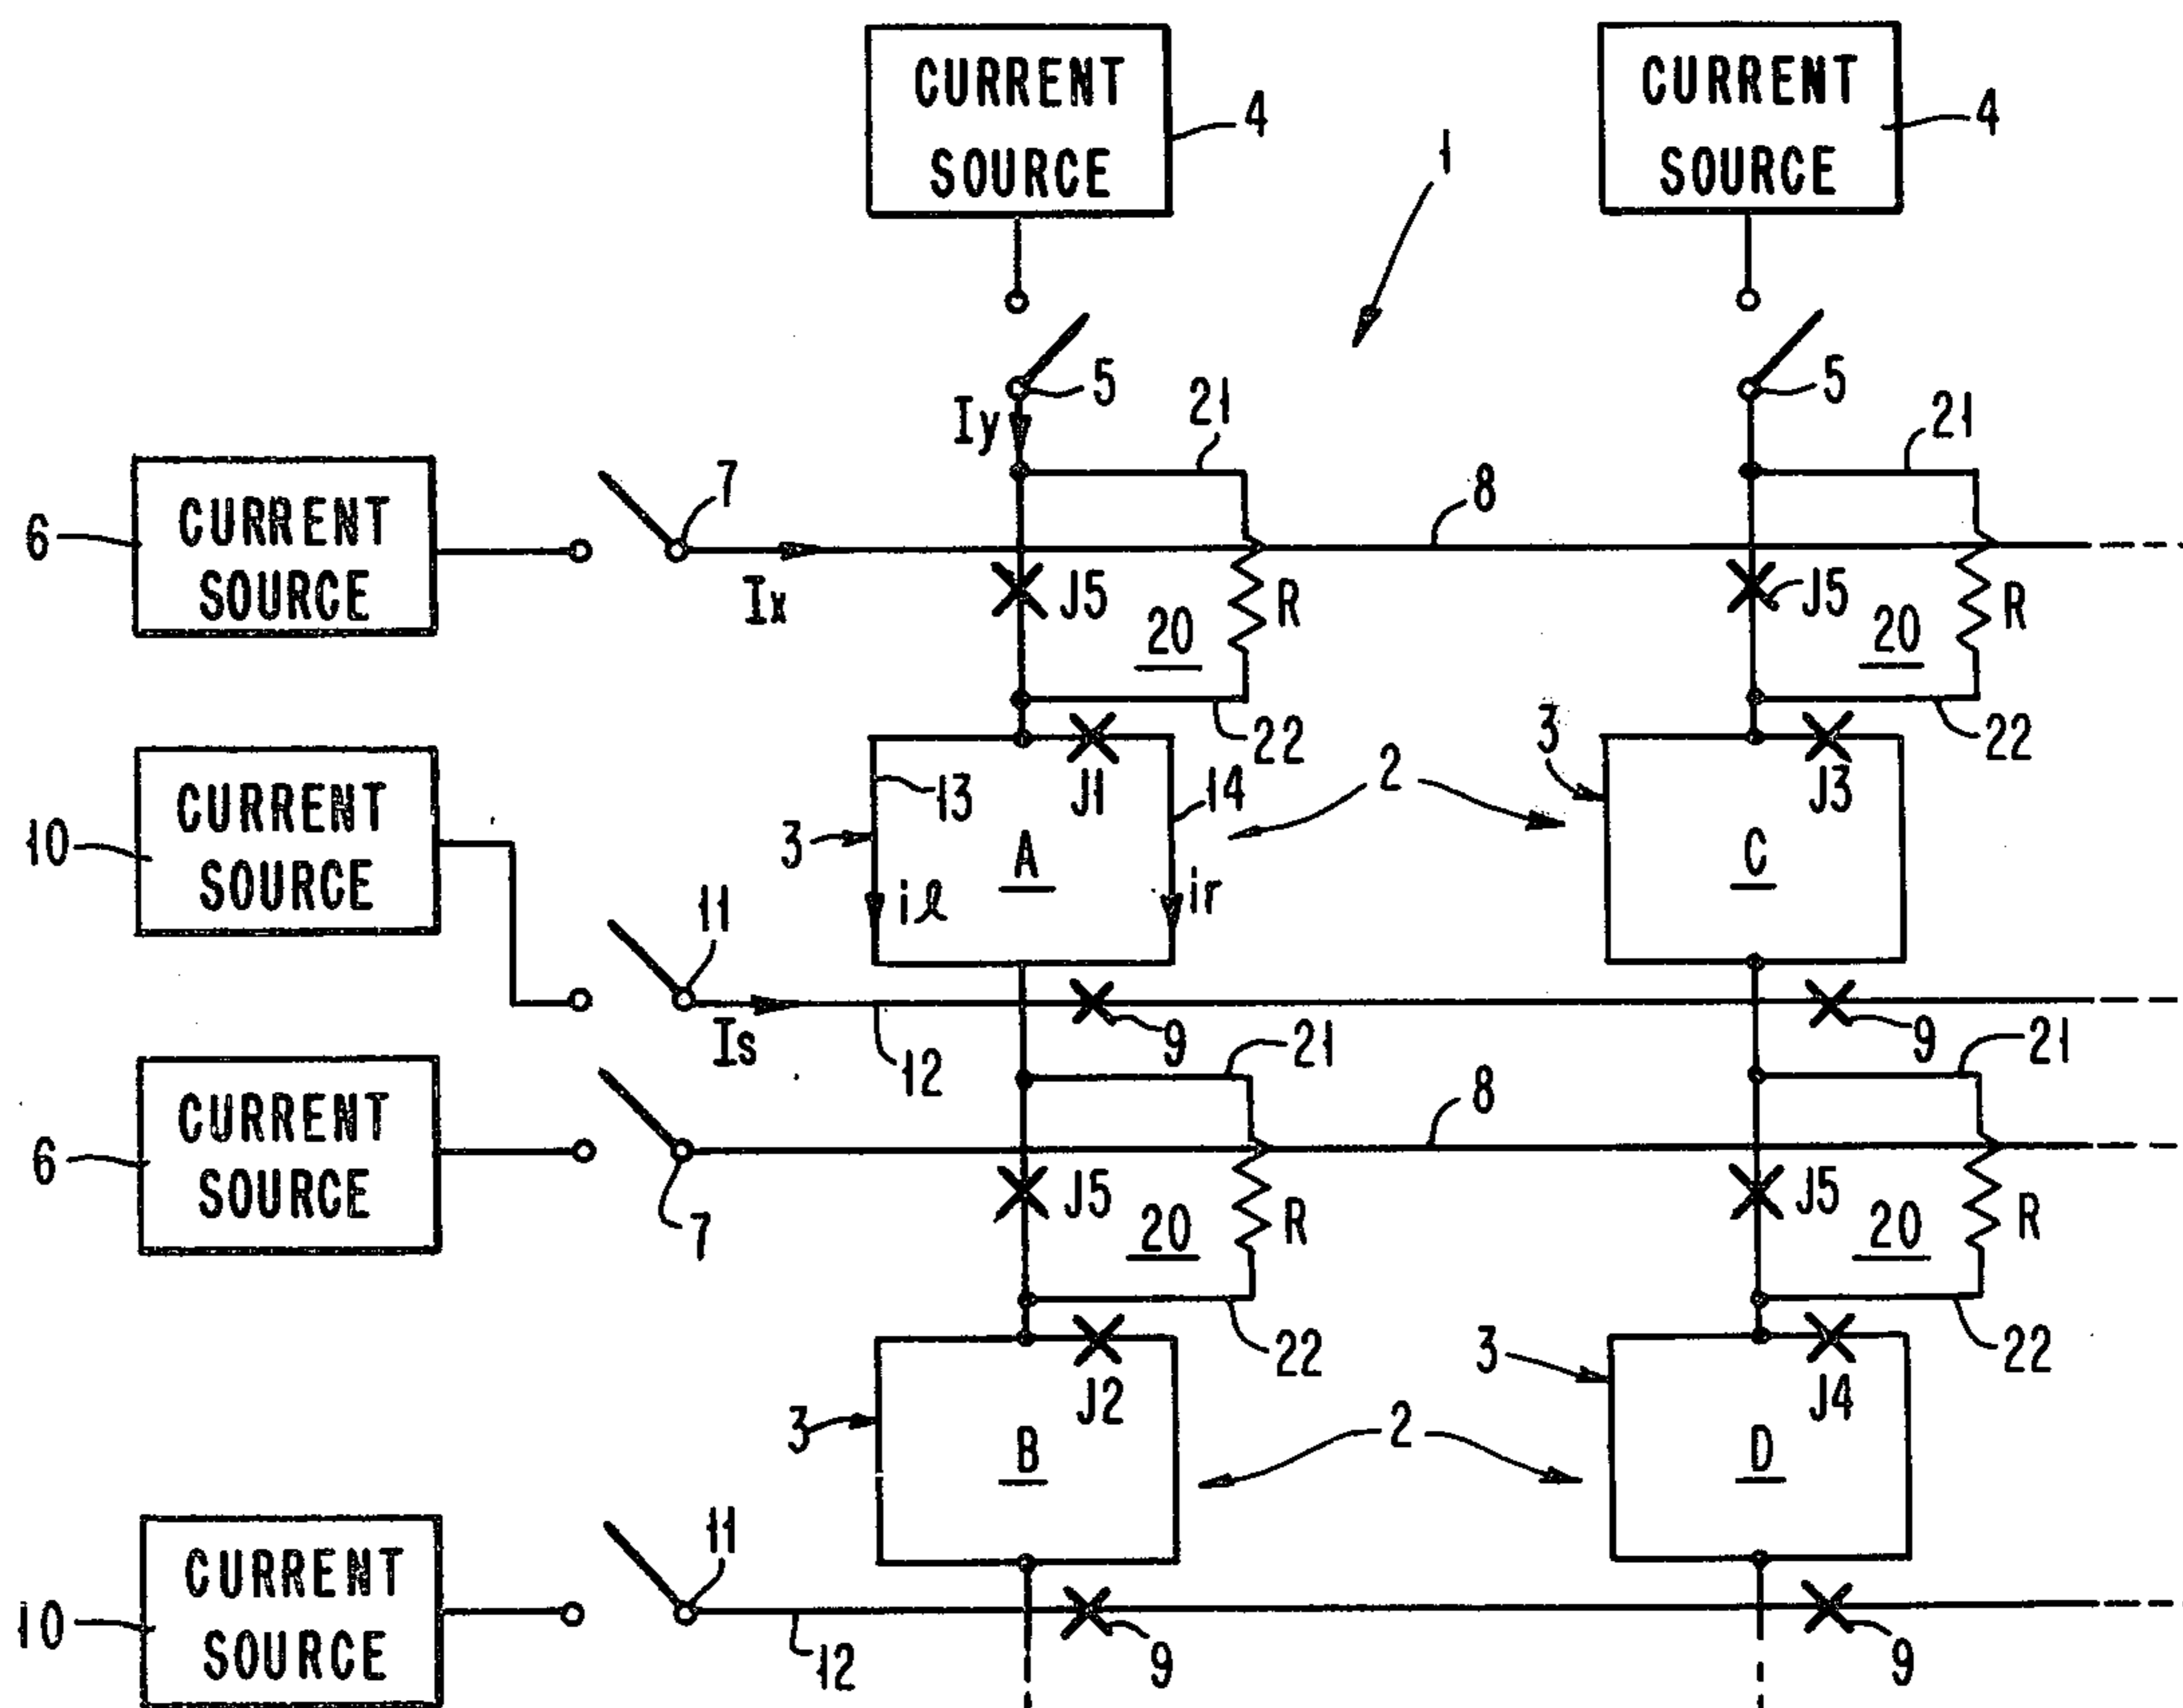 CURRENT
SOURCE
4
CURRENT
SOURCE
4
1
5
5
Iy
21
21
6
CURRENT
SOURCE
7
Ix
8
J5
20
R
J5
20
R
22
22
10
CURRENT
SOURCE
3
13
J1
14
A
il
ir
2
3
J3
C
11
Is
12
9
9
21
21
6
CURRENT
SOURCE
7
8
J5
20
R
J5
20
R
22
22
3
J2
B
2
3
J4
D
10
CURRENT
SOURCE
11
12
9
9